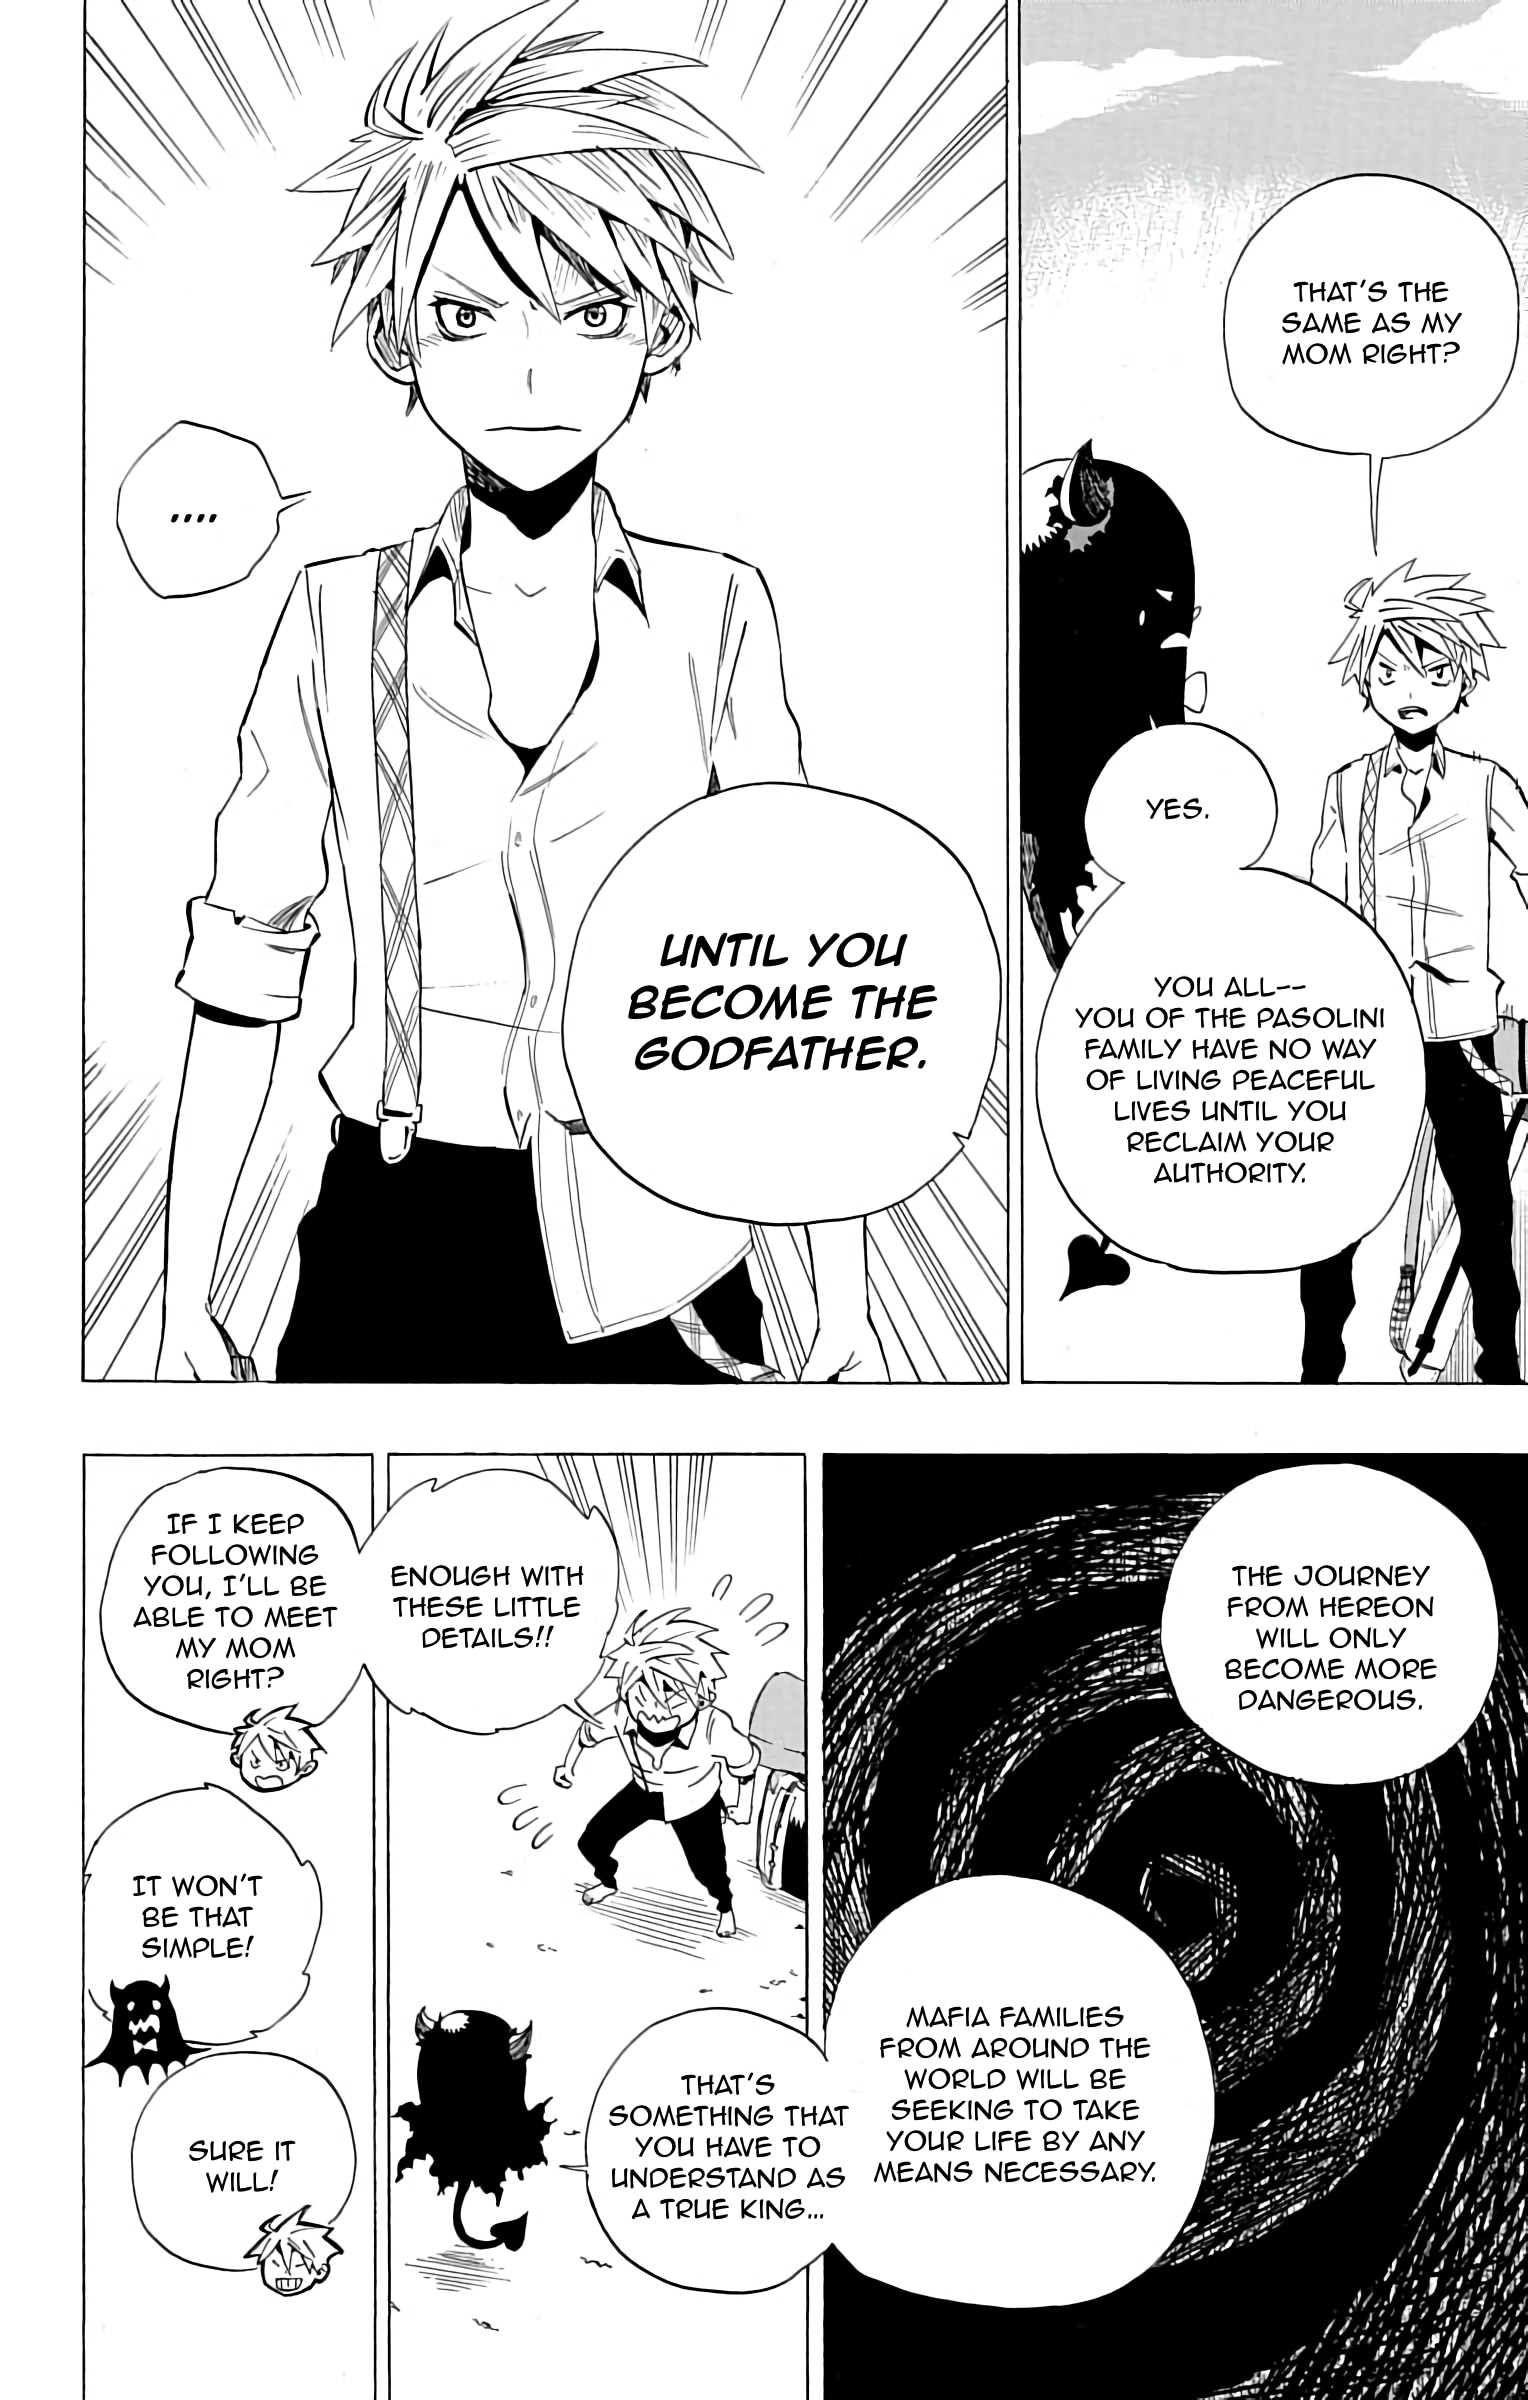 THAT'S THE
SAME AS MY
MOM RIGHT?
YES.
YOU ALL--
YOU OF THE PASOLINI
FAMILY HAVE NO WAY
OF LIVING PEACEFUL
LIVES UNTIL YOU
RECLAIM YOUR
AUTHORITY.
UNTIL YOU
BECOME THE
GODFATHER.
....
THE JOURNEY
FROM HEREON
WILL ONLY
BECOME MORE
DANGEROUS.
MAFIA FAMILIES
FROM AROUND THE
WORLD WILL BE
SEEKING TO TAKE
YOUR LIFE BY ANY
MEANS NECESSARY.
THAT'S
SOMETHING THAT
YOU HAVE TO
UNDERSTAND AS
A TRUE KING...
ENOUGH WITH
THESE LITTLE
DETAILS!!
IF I KEEP
FOLLOWING
YOU, I'LL BE
ABLE TO MEET
MY MOM
RIGHT?
IT WON'T
BE THAT
SIMPLE!
SURE IT
WILL!